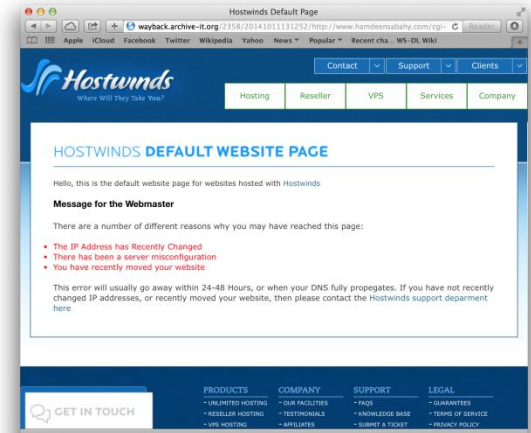 Hostwinds Default Page
wayback.archive-it.org/2358/20141011131252/http://www.hamdeensabahy.com/cgi- Reader
Apple iCloud Facebook Twitter Wikipedia Yahoo News Popular Recent cha... WS-DL Wiki
Contact Support Clients
Hostwinds
Where Will They Take You?
Hosting Reseller VPS Services Company
HOSTWINDS DEFAULT WEBSITE PAGE
Hello, this is the default website page for websites hosted with Hostwinds
Message for the Webmaster
There are a number of different reasons why you may have reached this page:
The IP Address has Recently Changed
There has been a server misconfiguration
You have recently moved your website
This error will usually go away within 24-48 Hours, or when your DNS fully propegates. If you have not recently
changed IP addresses, or recently moved your website, then please contact the Hostwinds support deparment
here
PRODUCTS COMPANY SUPPORT LEGAL
- UNLIMITED HOSTING - OUR FACILITIES - FAQS - GUARANTEES
GET IN TOUCH - RESELLER HOSTING - TESTIMONIALS - KNOWLEDGE BASE - TERMS OF SERVICE
- VPS HOSTING - AFFILIATES - SUBMIT A TICKET - PRIVACY POLICY